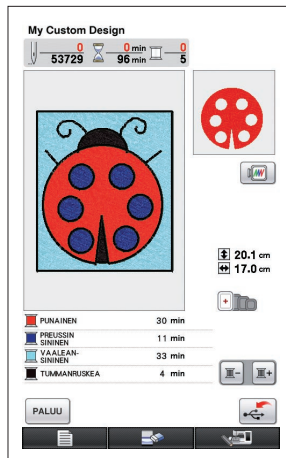 My Custom Design
0 0 min 0
53729 96 min 5
20.1 cm
17.0 cm
PUNAINEN 30 min
PREUSSIN
SININEN 11 min
VAALEAN-
SININEN 33 min
TUMMANRUSKEA 4 min
PALUU